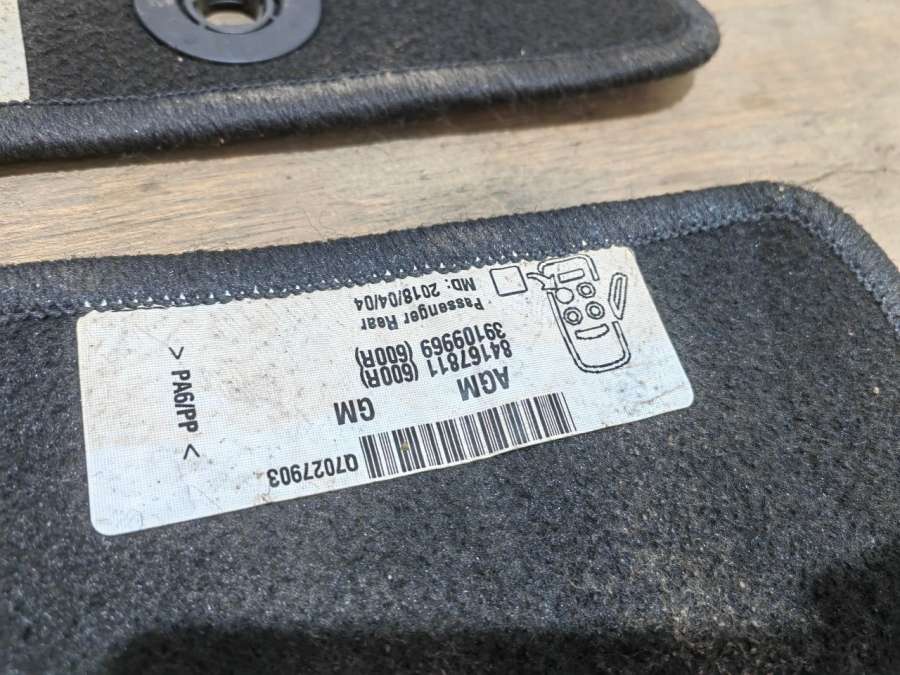 Q7027903
AGM GM
84167811 (600R)
39109969 (600R)
Passenger Rear
MD: 2018/04/04
> PA6/PP <